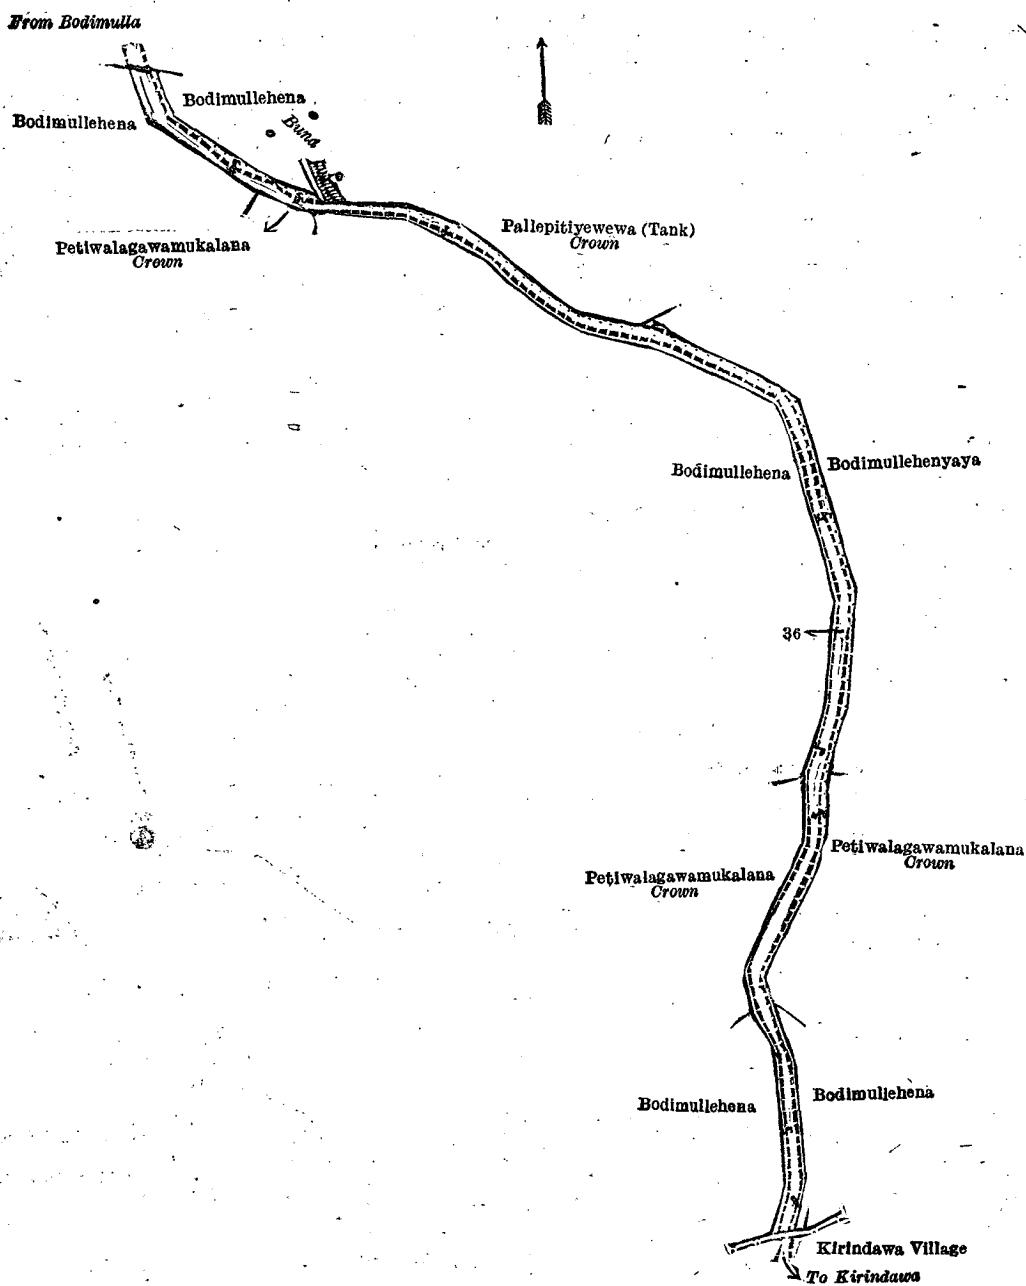 From Bodimulla
Bodimullehena
Bodimullehena
Buna
Petiwalagawamukalana
Crown
Pallepitiyewewa (Tank)
Crown
Bodimullehena
Bodimullehenyaya
36
Petiwalagawamukalana
Crown
Petiwalagawamukalana
Crown
Bodimullehena
Bodimullehena
Kirindawa Village
To Kirindawa